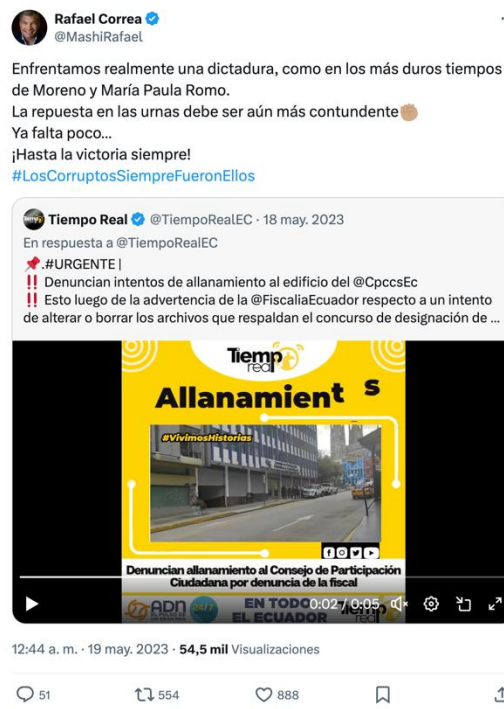 Rafael Correa
@MashiRafael
Enfrentamos realmente una dictadura, como en los más duros tiempos
de Moreno y María Paula Romo.
La repuesta en las urnas debe ser aún más contundente✊🏽
Ya falta poco...
¡Hasta la victoria siempre!
#LosCorruptosSiempreFueronEllos
Tiempo Real @TiempoRealEC · 18 may. 2023
En respuesta a @TiempoRealEC
📌.#URGENTE |
‼️ Denuncian intentos de allanamiento al edificio del @CpccsEc
‼️ Esto luego de la advertencia de la @FiscaliaEcuador respecto a un intento
de alterar o borrar los archivos que respaldan el concurso de designación de ...
Tiempo
real
Allanamient s
#VivimosHistorias
Denuncian allanamiento al Consejo de Participación
Ciudadana por denuncia de la fiscal
ADN
24/7
EN TODO
EL ECUADOR
Tiempo
real
0:02 / 0:05
12:44 a. m. · 19 may. 2023 · 54,5 mil Visualizaciones
51
554
888